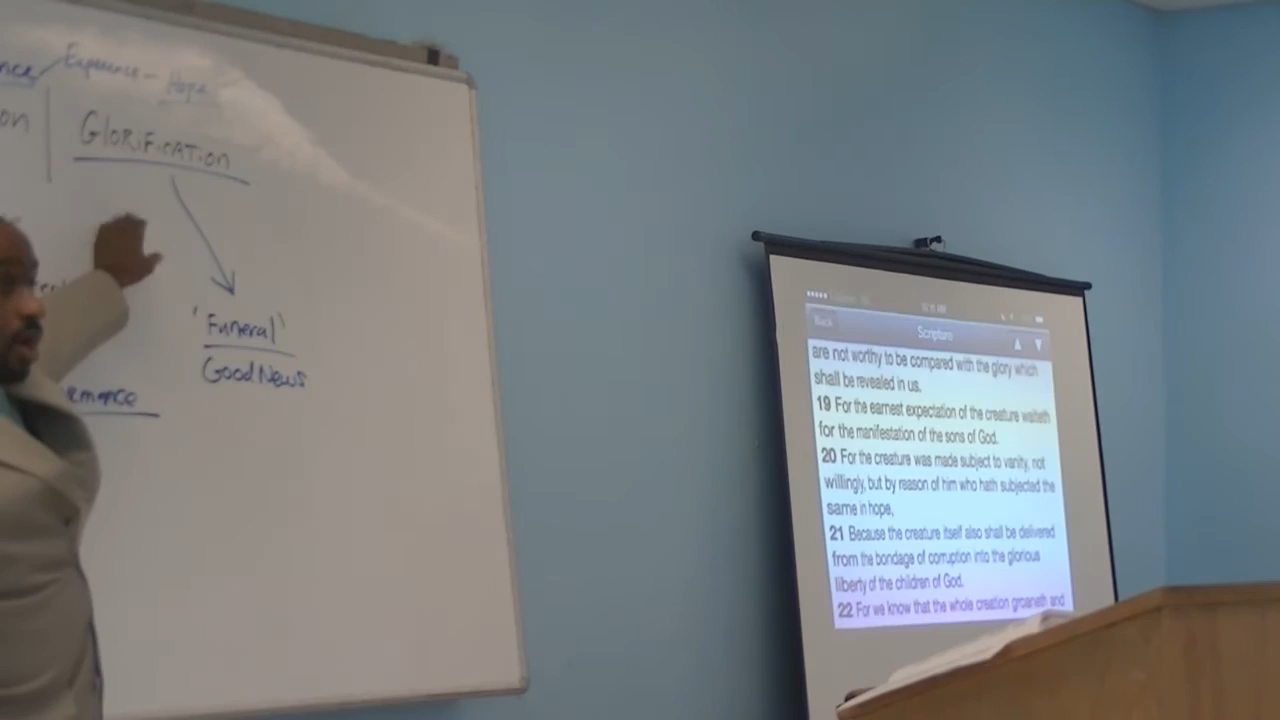 Experience - Hope
GLORIFICATION
'Funeral'
Good News
Back
Scripture
are not worthy to be compared with the glory which
shall be revealed in us.
19 For the earnest expectation of the creature waiteth
for the manifestation of the sons of God.
20 For the creature was made subject to vanity, not
willingly, but by reason of him who hath subjected the
same in hope,
21 Because the creature itself also shall be delivered
from the bondage of corruption into the glorious
liberty of the children of God.
22 For we know that the whole creation groaneth and